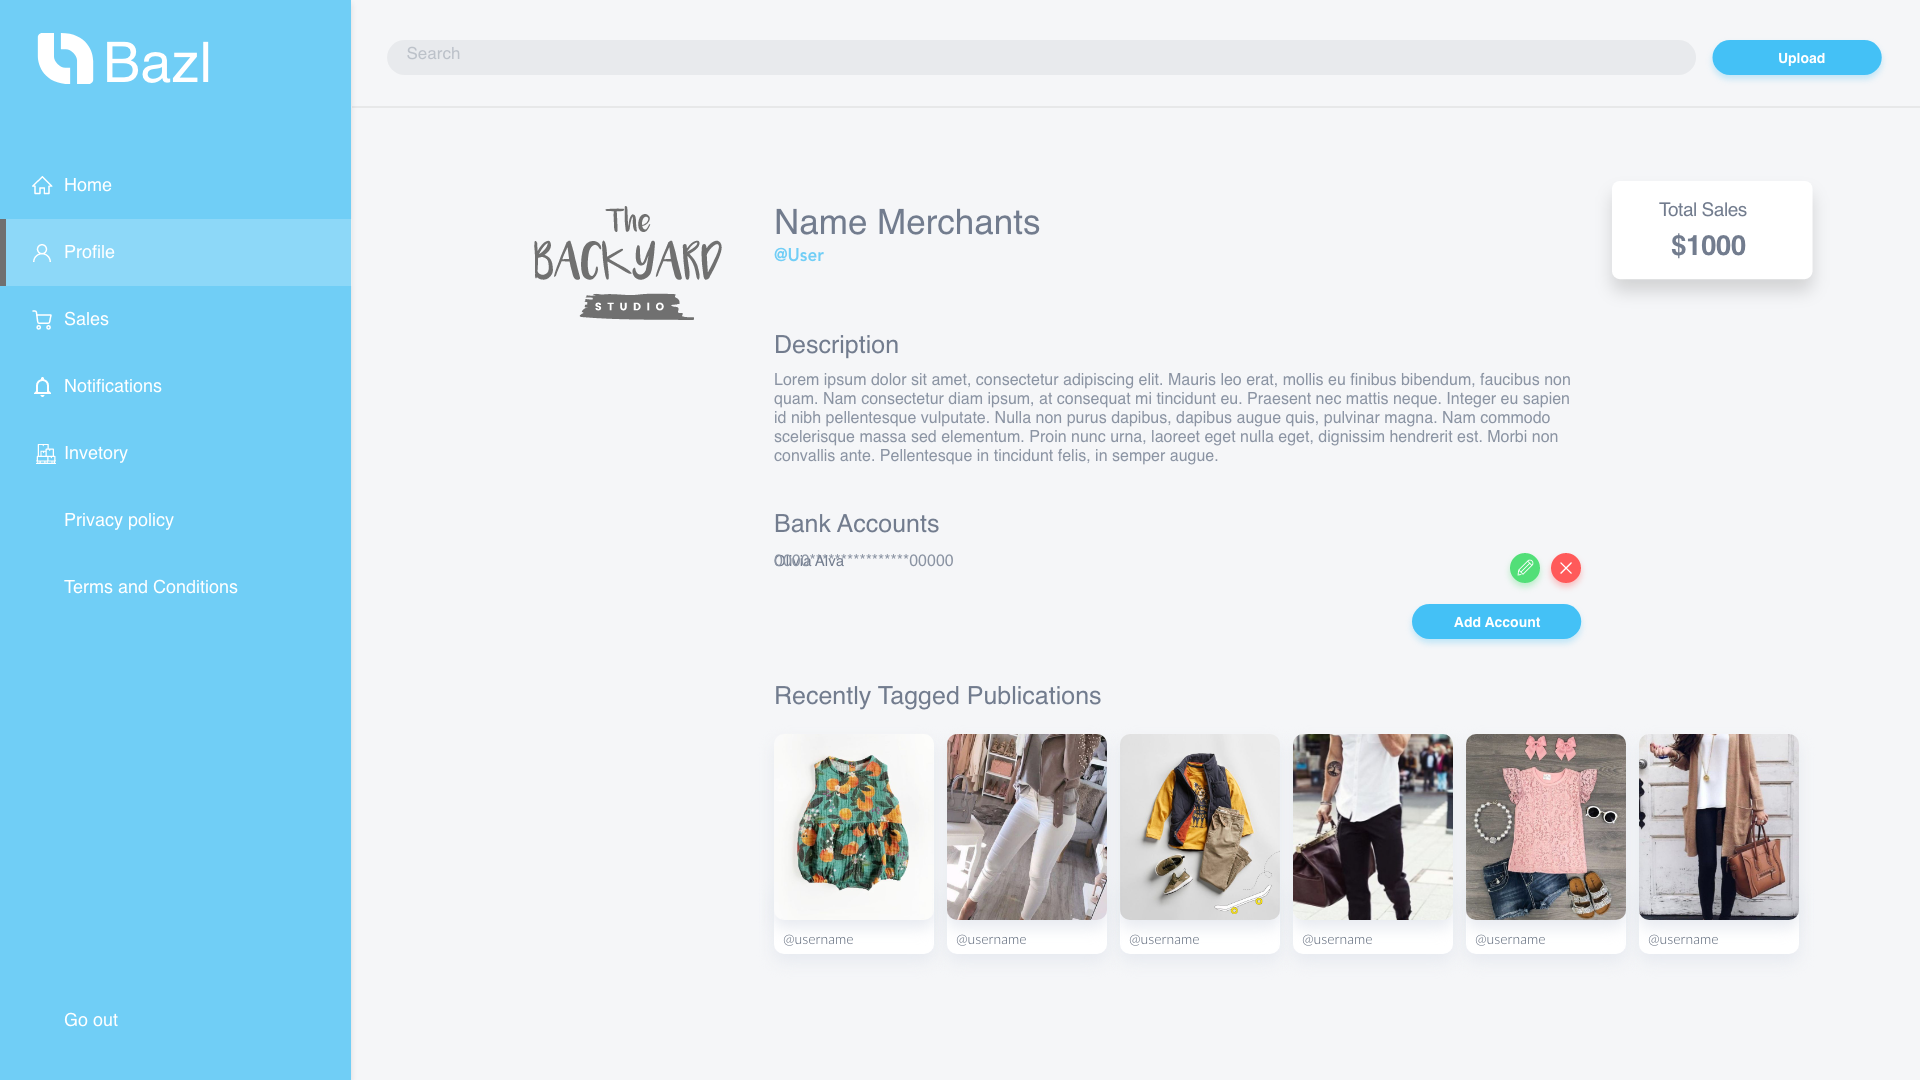 Bazl
Search
Upload
Home
Profile
Sales
Notifications
Invetory
Privacy policy
Terms and Conditions
Go out
The
BACKYARD
STUDIO
Name Merchants
@User
Total Sales
$1000
Description
Lorem ipsum dolor sit amet, consectetur adipiscing elit. Mauris leo erat, mollis eu finibus bibendum, faucibus non
quam. Nam consectetur diam ipsum, at consequat mi tincidunt eu. Praesent nec mattis neque. Integer eu sapien
id nibh pellentesque vulputate. Nulla non purus dapibus, dapibus augue quis, pulvinar magna. Nam commodo
scelerisque massa sed elementum. Proin nunc urna, laoreet eget nulla eget, dignissim hendrerit est. Morbi non
convallis ante. Pellentesque in tincidunt felis, in semper augue.
Bank Accounts
Olivia Alva
0000****************00000
Add Account
Recently Tagged Publications
@username
@username
@username
@username
@username
@username